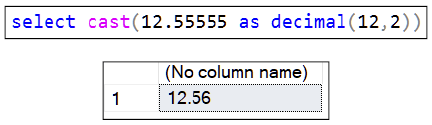 select cast(12.55555 as decimal(12,2))
(No column name)
1 12.56